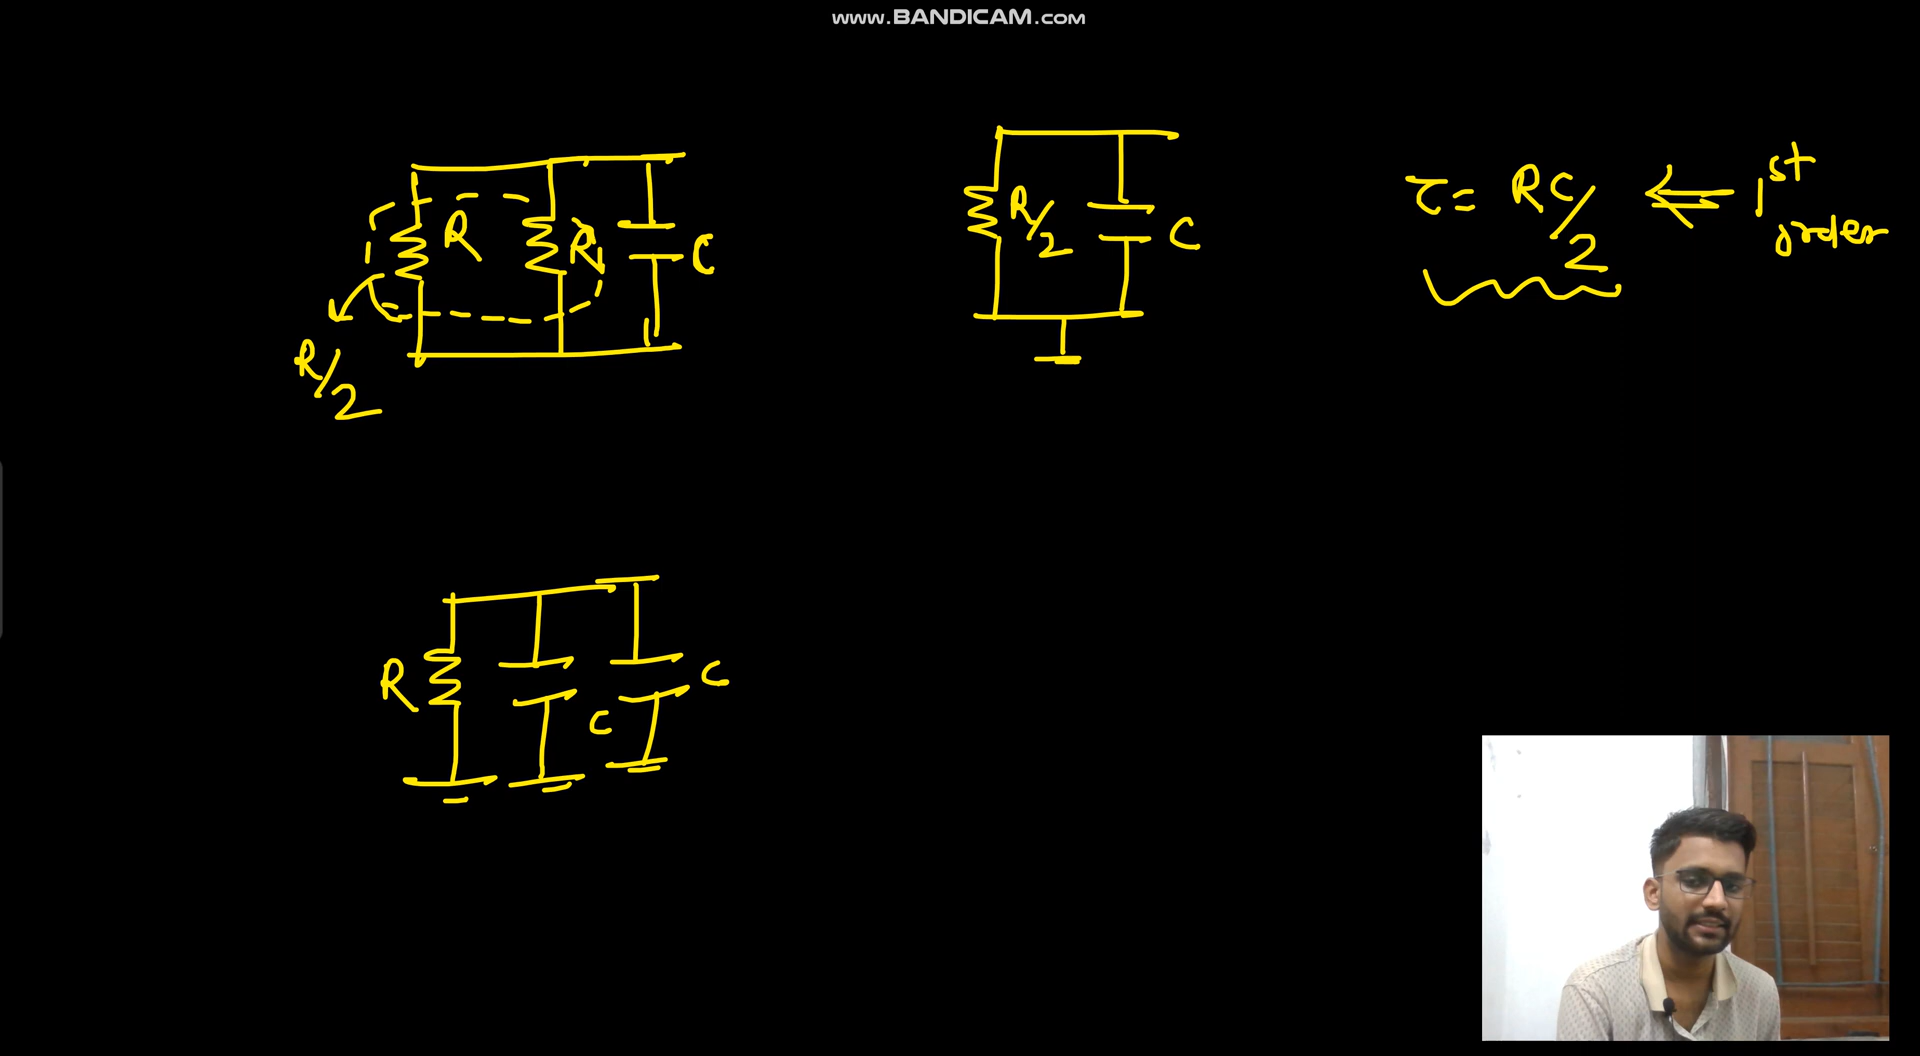 www.BANDICAM.com
R
R
C
R/2
R/2
C
τ = RC/2 ⇐ 1st order
R
C
C